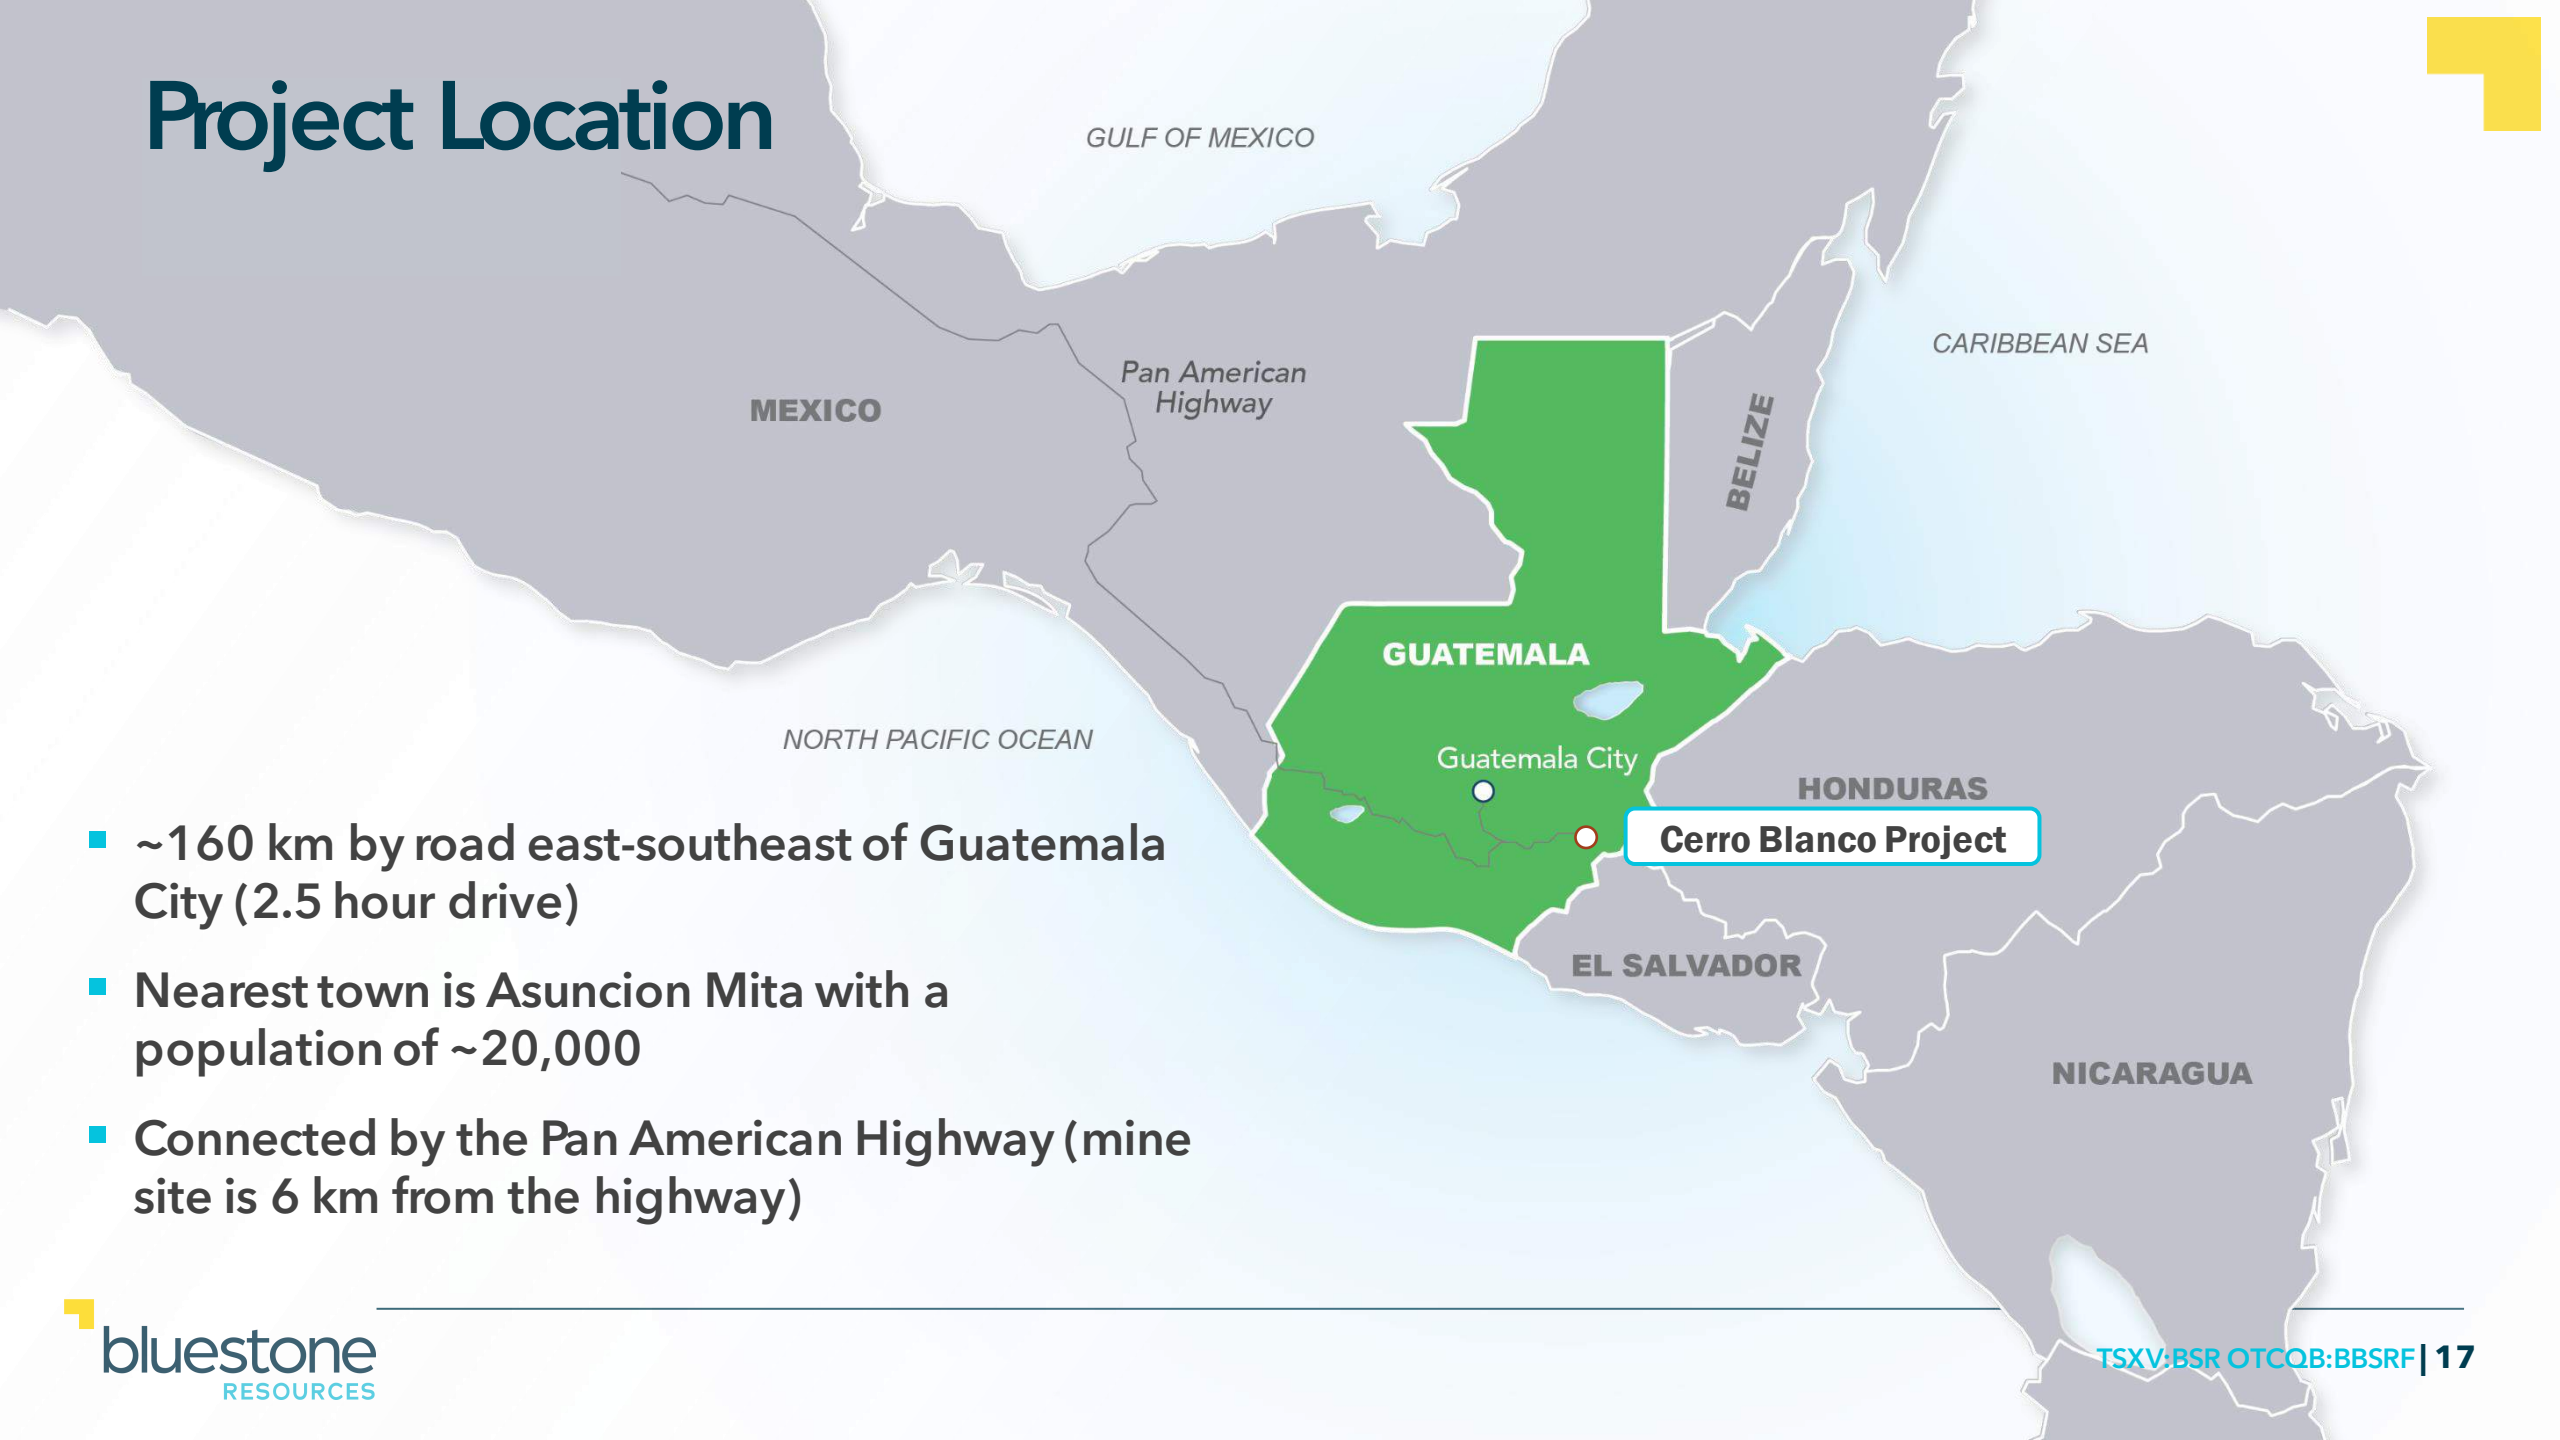 Project Location
GULF OF MEXICO
CARIBBEAN SEA
Pan American
Highway
MEXICO
BELIZE
GUATEMALA
NORTH PACIFIC OCEAN
Guatemala City
HONDURAS
Cerro Blanco Project
EL SALVADOR
NICARAGUA
~160 km by road east-southeast of Guatemala
City (2.5 hour drive)
Nearest town is Asuncion Mita with a
population of ~20,000
Connected by the Pan American Highway (mine
site is 6 km from the highway)
bluestone
RESOURCES
TSXV:BSR OTCQB:BBSRF| 17